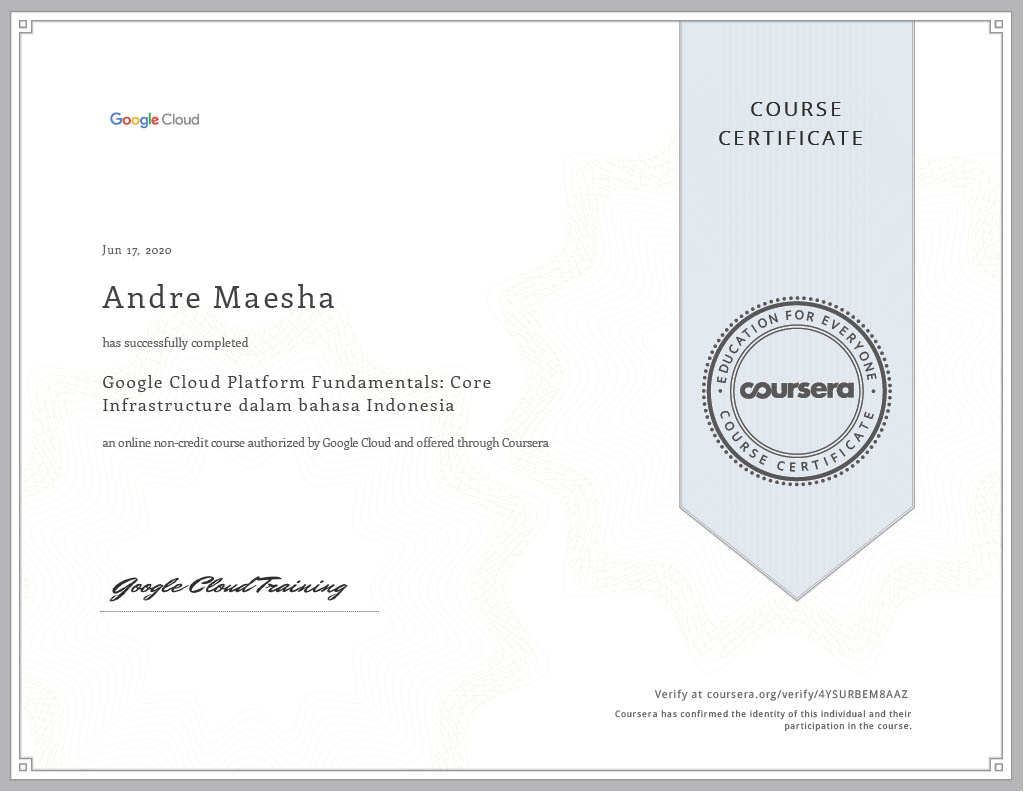 Google Cloud
COURSE
CERTIFICATE
Jun 17, 2020
Andre Maesha
has successfully completed
Google Cloud Platform Fundamentals: Core
Infrastructure dalam bahasa Indonesia
an online non-credit course authorized by Google Cloud and offered through Coursera
EDUCATION FOR EVERYONE
coursera
COURSE CERTIFICATE
Google Cloud Training
Verify at coursera.org/verify/4YSURBEM8AAZ
Coursera has confirmed the identity of this individual and their
participation in the course.